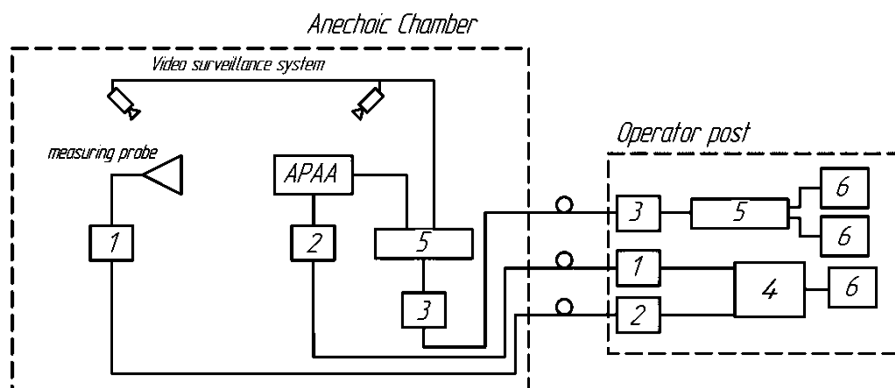 Anechoic Chamber
Video surveillance system
measuring probe
Operator post
APAA
6
3
5
6
1
2
5
1
4
6
3
2